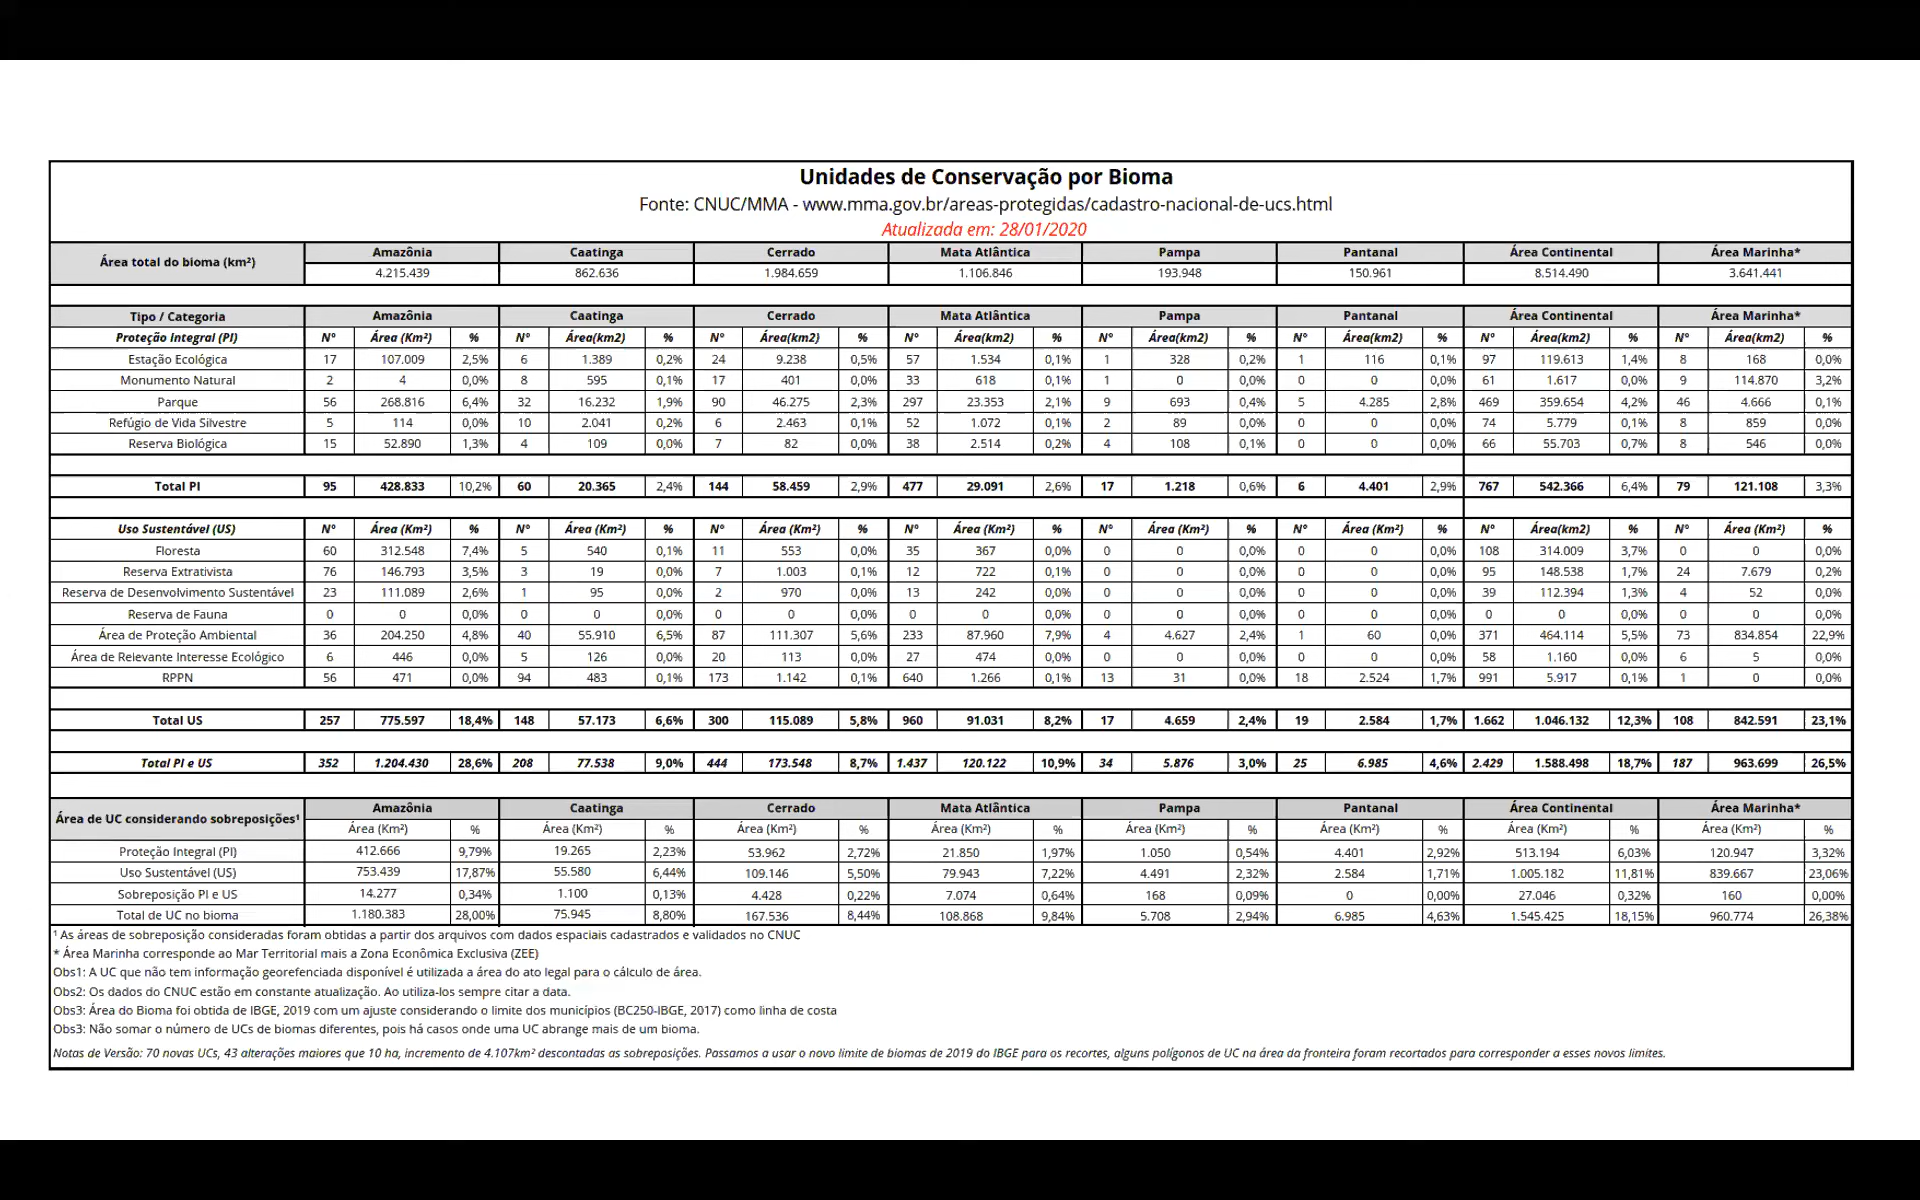 Unidades de Conservação por Bioma
Fonte: CNUC/MMA - www.mma.gov.br/areas-protegidas/cadastro-nacional-de-ucs.html
Atualizada em: 28/01/2020
Área total do bioma (km²) Amazônia Caatinga Cerrado Mata Atlântica Pampa Pantanal Área Continental Área Marinha*
4.215.439 862.636 1.984.659 1.106.846 193.948 150.961 8.514.490 3.641.441
Tipo / Categoria Amazônia Caatinga Cerrado Mata Atlântica Pampa Pantanal Área Continental Área Marinha*
Proteção Integral (PI) Nº Área (Km²) % Nº Área(km2) % Nº Área(km2) % Nº Área(km2) % Nº Área(km2) % Nº Área(km2) % Nº Área(km2) % Nº Área(km2) %
Estação Ecológica 17 107.009 2,5% 6 1.389 0,2% 24 9.238 0,5% 57 1.534 0,1% 1 328 0,2% 1 116 0,1% 97 119.613 1,4% 8 168 0,0%
Monumento Natural 2 4 0,0% 8 595 0,1% 17 401 0,0% 33 618 0,1% 1 0 0,0% 0 0 0,0% 61 1.617 0,0% 9 114.870 3,2%
Parque 56 268.816 6,4% 32 16.232 1,9% 90 46.275 2,3% 297 23.353 2,1% 9 693 0,4% 5 4.285 2,8% 469 359.654 4,2% 46 4.666 0,1%
Refúgio de Vida Silvestre 5 114 0,0% 10 2.041 0,2% 6 2.463 0,1% 52 1.072 0,1% 2 89 0,0% 0 0 0,0% 74 5.779 0,1% 8 859 0,0%
Reserva Biológica 15 52.890 1,3% 4 109 0,0% 7 82 0,0% 38 2.514 0,2% 4 108 0,1% 0 0 0,0% 66 55.703 0,7% 8 546 0,0%
Total PI 95 428.833 10,2% 60 20.365 2,4% 144 58.459 2,9% 477 29.091 2,6% 17 1.218 0,6% 6 4.401 2,9% 767 542.366 6,4% 79 121.108 3,3%
Uso Sustentável (US) Nº Área (Km²) % Nº Área (Km²) % Nº Área (Km²) % Nº Área (Km²) % Nº Área (Km²) % Nº Área (Km²) % Nº Área(km2) % Nº Área (Km²) %
Floresta 60 312.548 7,4% 5 540 0,1% 11 553 0,0% 35 367 0,0% 0 0 0,0% 0 0 0,0% 108 314.009 3,7% 0 0 0,0%
Reserva Extrativista 76 146.793 3,5% 3 19 0,0% 7 1.003 0,1% 12 722 0,1% 0 0 0,0% 0 0 0,0% 95 148.538 1,7% 24 7.679 0,2%
Reserva de Desenvolvimento Sustentável 23 111.089 2,6% 1 95 0,0% 2 970 0,0% 13 242 0,0% 0 0 0,0% 0 0 0,0% 39 112.394 1,3% 4 52 0,0%
Reserva de Fauna 0 0 0,0% 0 0 0,0% 0 0 0,0% 0 0 0,0% 0 0 0,0% 0 0 0,0% 0 0 0,0% 0 0 0,0%
Área de Proteção Ambiental 36 204.250 4,8% 40 55.910 6,5% 87 111.307 5,6% 233 87.960 7,9% 4 4.627 2,4% 1 60 0,0% 371 464.114 5,5% 73 834.854 22,9%
Área de Relevante Interesse Ecológico 6 446 0,0% 5 126 0,0% 20 113 0,0% 27 474 0,0% 0 0 0,0% 0 0 0,0% 58 1.160 0,0% 6 5 0,0%
RPPN 56 471 0,0% 94 483 0,1% 173 1.142 0,1% 640 1.266 0,1% 13 31 0,0% 18 2.524 1,7% 991 5.917 0,1% 1 0 0,0%
Total US 257 775.597 18,4% 148 57.173 6,6% 300 115.089 5,8% 960 91.031 8,2% 17 4.659 2,4% 19 2.584 1,7% 1.662 1.046.132 12,3% 108 842.591 23,1%
Total PI e US 352 1.204.430 28,6% 208 77.538 9,0% 444 173.548 8,7% 1.437 120.122 10,9% 34 5.876 3,0% 25 6.985 4,6% 2.429 1.588.498 18,7% 187 963.699 26,5%
Área de UC considerando sobreposições¹ Amazônia Caatinga Cerrado Mata Atlântica Pampa Pantanal Área Continental Área Marinha*
Área (Km²) % Área (Km²) % Área (Km²) % Área (Km²) % Área (Km²) % Área (Km²) % Área (Km²) % Área (Km²) %
Proteção Integral (PI) 412.666 9,79% 19.265 2,23% 53.962 2,72% 21.850 1,97% 1.050 0,54% 4.401 2,92% 513.194 6,03% 120.947 3,32%
Uso Sustentável (US) 753.439 17,87% 55.580 6,44% 109.146 5,50% 79.943 7,22% 4.491 2,32% 2.584 1,71% 1.005.182 11,81% 839.667 23,06%
Sobreposição PI e US 14.277 0,34% 1.100 0,13% 4.428 0,22% 7.074 0,64% 168 0,09% 0 0,00% 27.046 0,32% 160 0,00%
Total de UC no bioma 1.180.383 28,00% 75.945 8,80% 167.536 8,44% 108.868 9,84% 5.708 2,94% 6.985 4,63% 1.545.425 18,15% 960.774 26,38%
¹ As áreas de sobreposição consideradas foram obtidas a partir dos arquivos com dados espaciais cadastrados e validados no CNUC
* Área Marinha corresponde ao Mar Territorial mais a Zona Econômica Exclusiva (ZEE)
Obs1: A UC que não tem informação georefenciada disponível é utilizada a área do ato legal para o cálculo de área.
Obs2: Os dados do CNUC estão em constante atualização. Ao utiliza-los sempre citar a data.
Obs3: Área do Bioma foi obtida de IBGE, 2019 com um ajuste considerando o limite dos municípios (BC250-IBGE, 2017) como linha de costa
Obs3: Não somar o número de UCs de biomas diferentes, pois há casos onde uma UC abrange mais de um bioma.
Notas de Versão: 70 novas UCs, 43 alterações maiores que 10 ha, incremento de 4.107km² descontadas as sobreposições. Passamos a usar o novo limite de biomas de 2019 do IBGE para os recortes, alguns polígonos de UC na área da fronteira foram recortados para corresponder a esses novos limites.